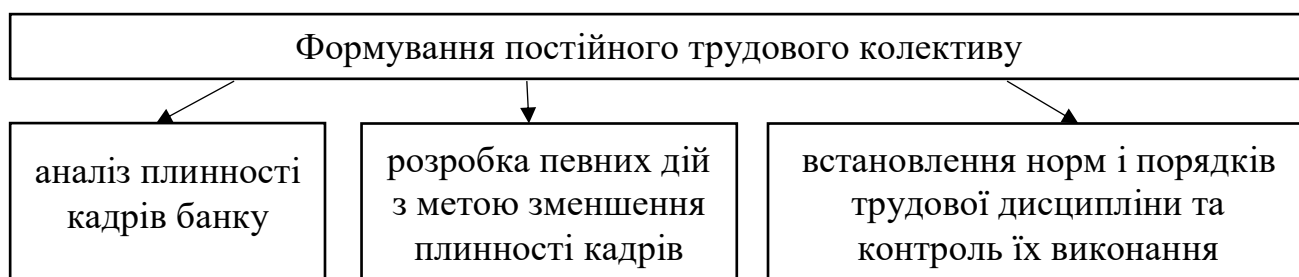 Формування постійного трудового колективу
аналіз плинності
кадрів банку
розробка певних дій
з метою зменшення
плинності кадрів
встановлення норм і порядків
трудової дисципліни та
контроль їх виконання